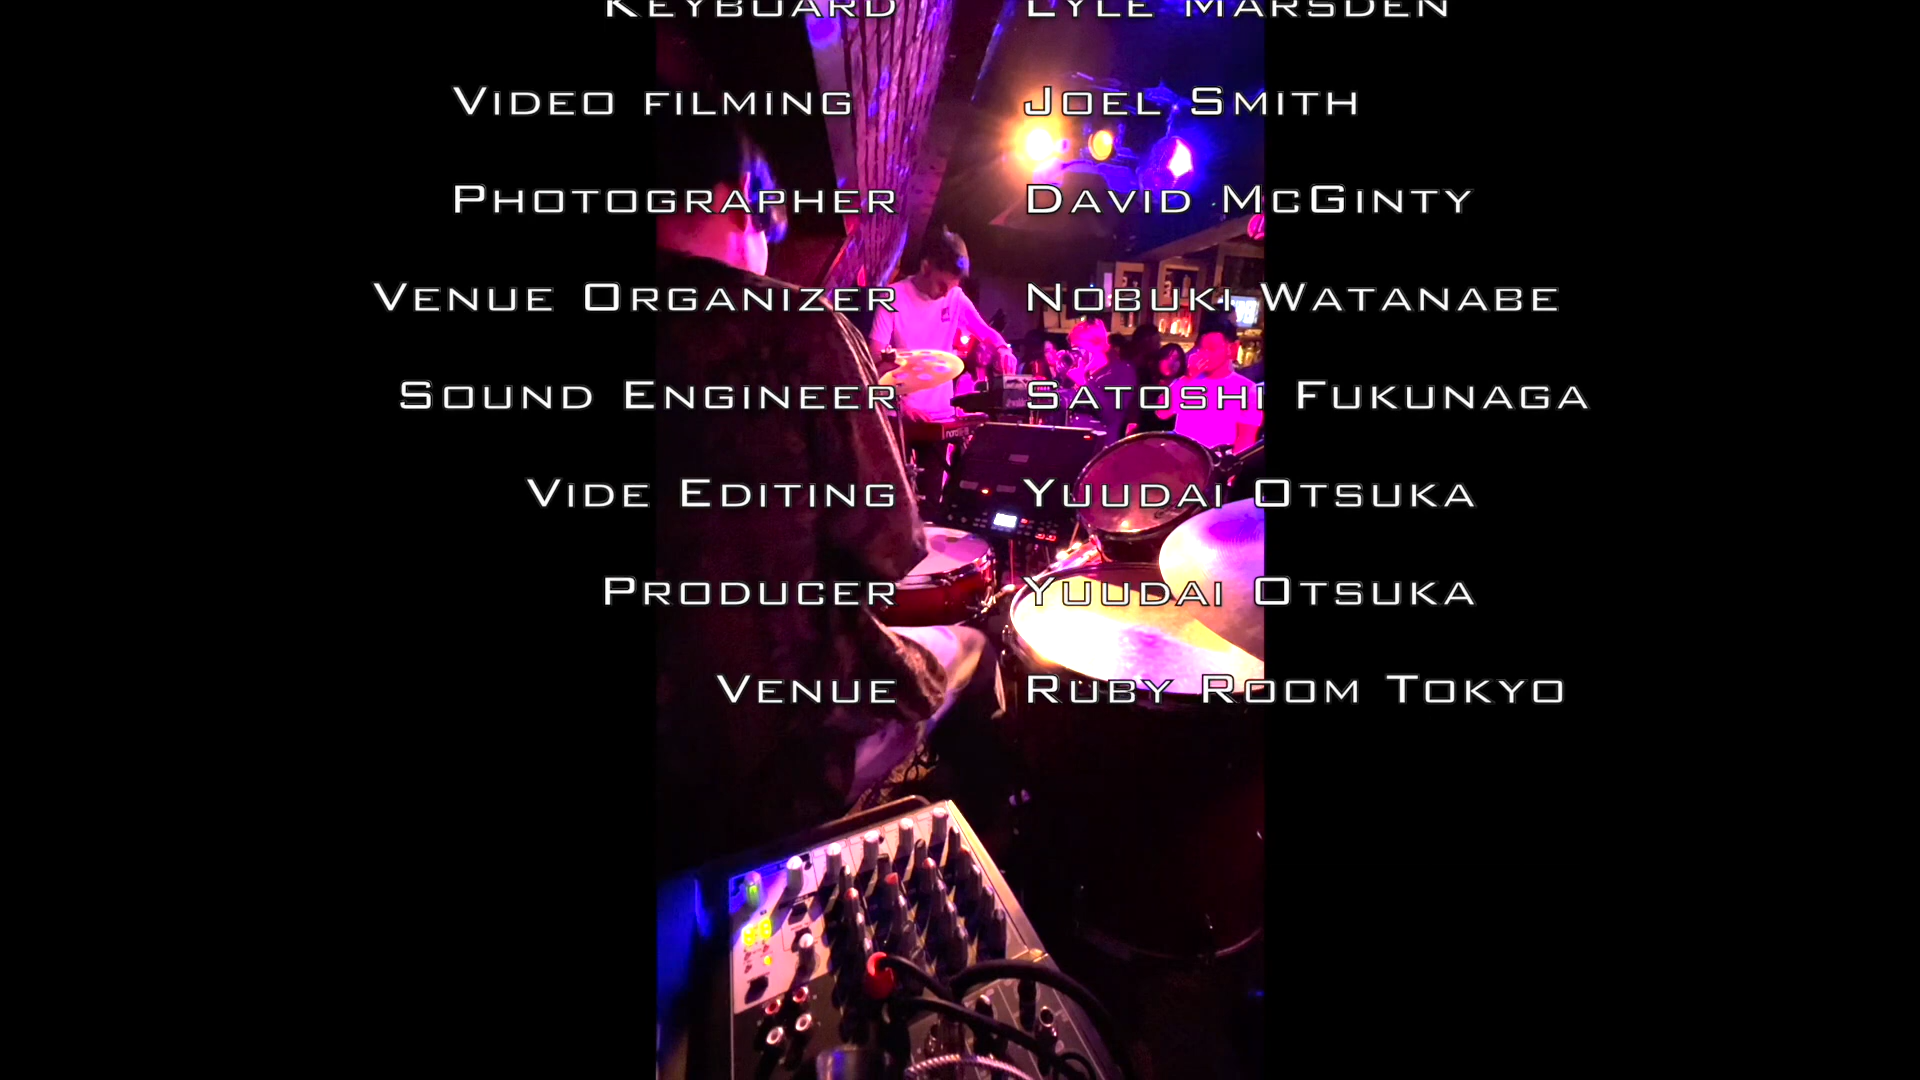 Keyboard Lyle Marsden
Video filming Joel Smith
Photographer David McGinty
Venue Organizer Nobuki Watanabe
Sound Engineer Satoshi Fukunaga
Vide Editing Yuudai Otsuka
Producer Yuudai Otsuka
Venue Ruby Room Tokyo
nord